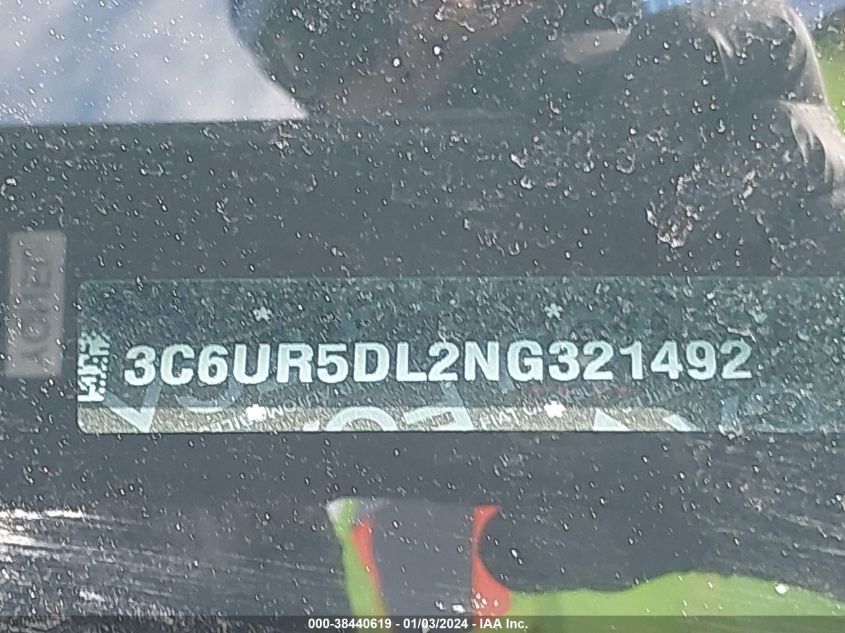 3C6UR5DL2NG321492
000-38440619 - 01/03/2024 - IAA Inc.